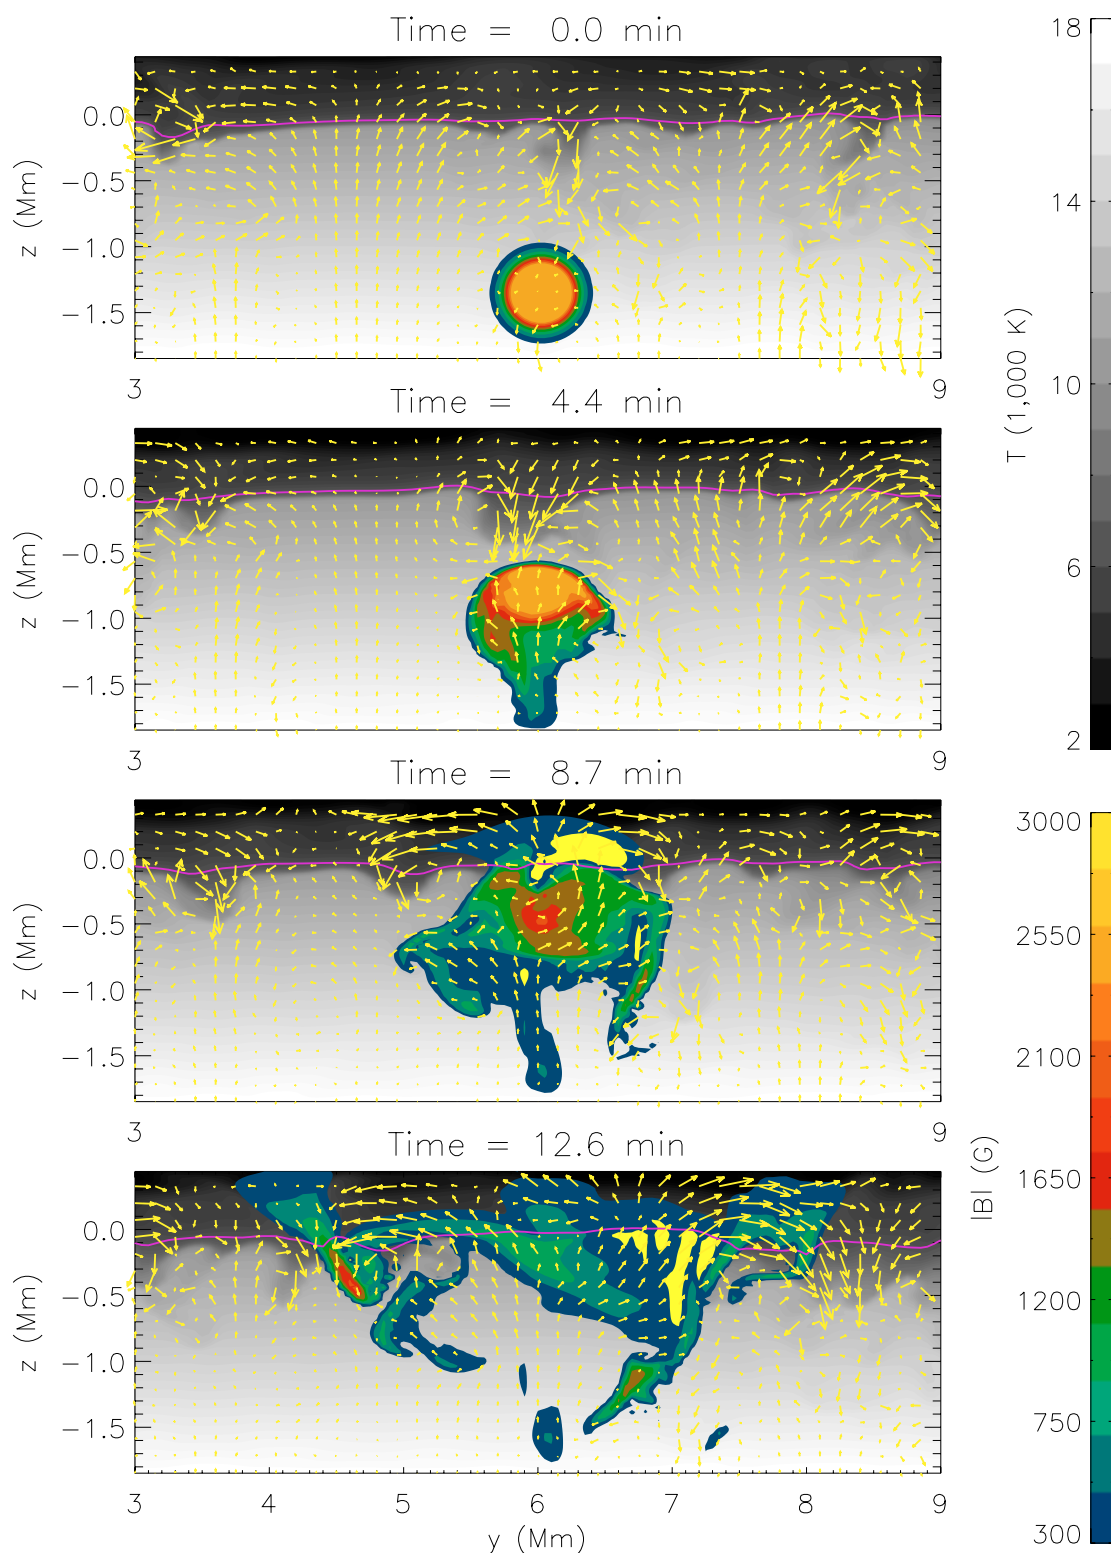 Time = 0.0 min
z (Mm)
0.0
−0.5
−1.0
−1.5
3
9
Time = 4.4 min
z (Mm)
0.0
−0.5
−1.0
−1.5
3
9
Time = 8.7 min
z (Mm)
0.0
−0.5
−1.0
−1.5
3
9
Time = 12.6 min
z (Mm)
0.0
−0.5
−1.0
−1.5
3 4 5 6 7 8 9
y (Mm)
T (1,000 K)
18
14
10
6
2
|B| (G)
3000
2550
2100
1650
1200
750
300